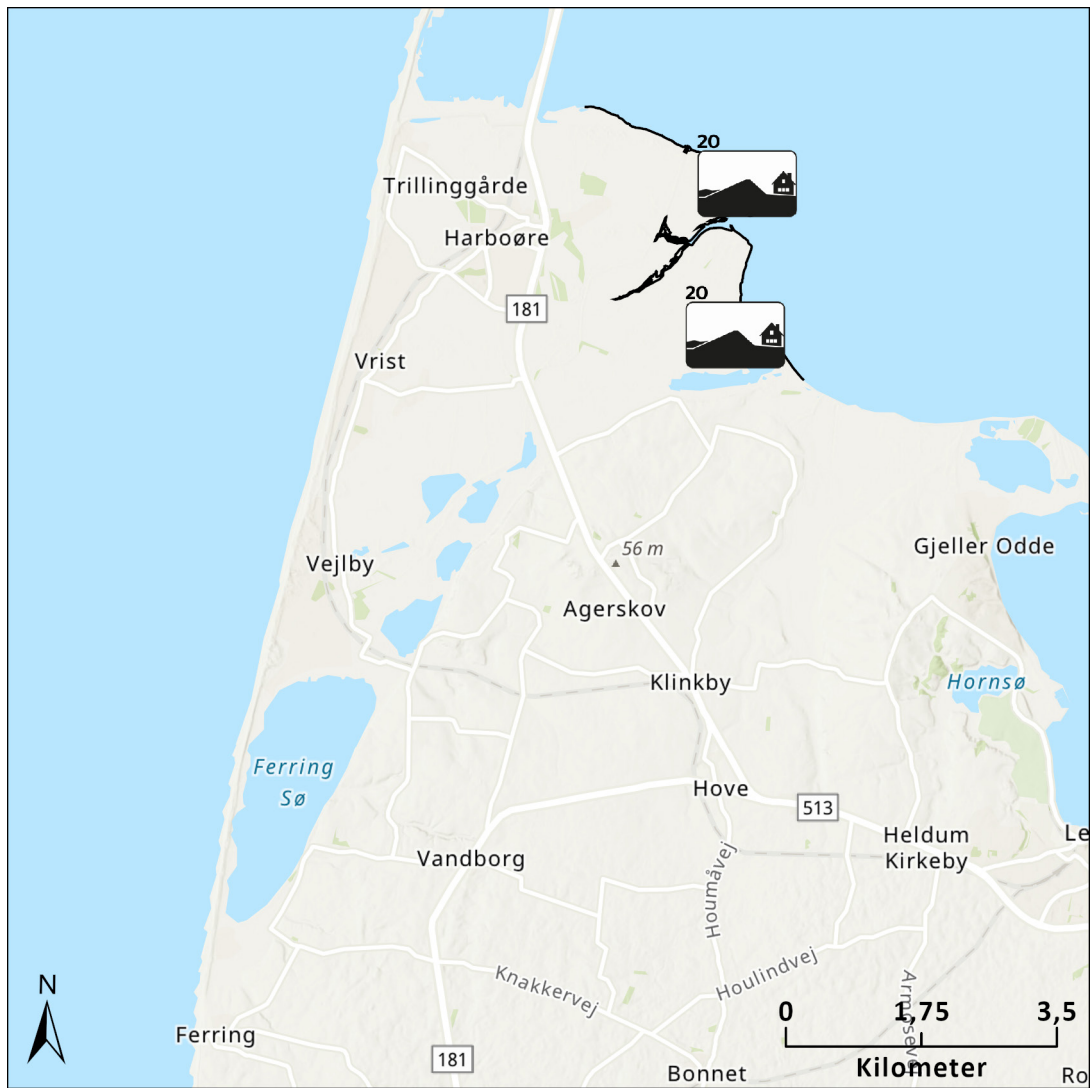 20
Trillinggårde
Harboøre
20
181
Vrist
Gjeller Odde
56 m
Vejlby
Agerskov
Klinkby
Hornsø
Ferring
Sø
Hove
513
Heldum
Kirkeby
Le
Vandborg
Houmåvej
Houlindvej
Knakkervej
N
0
1,75
3,5
Ferring
Kilometer
181
Bonnet
Ro